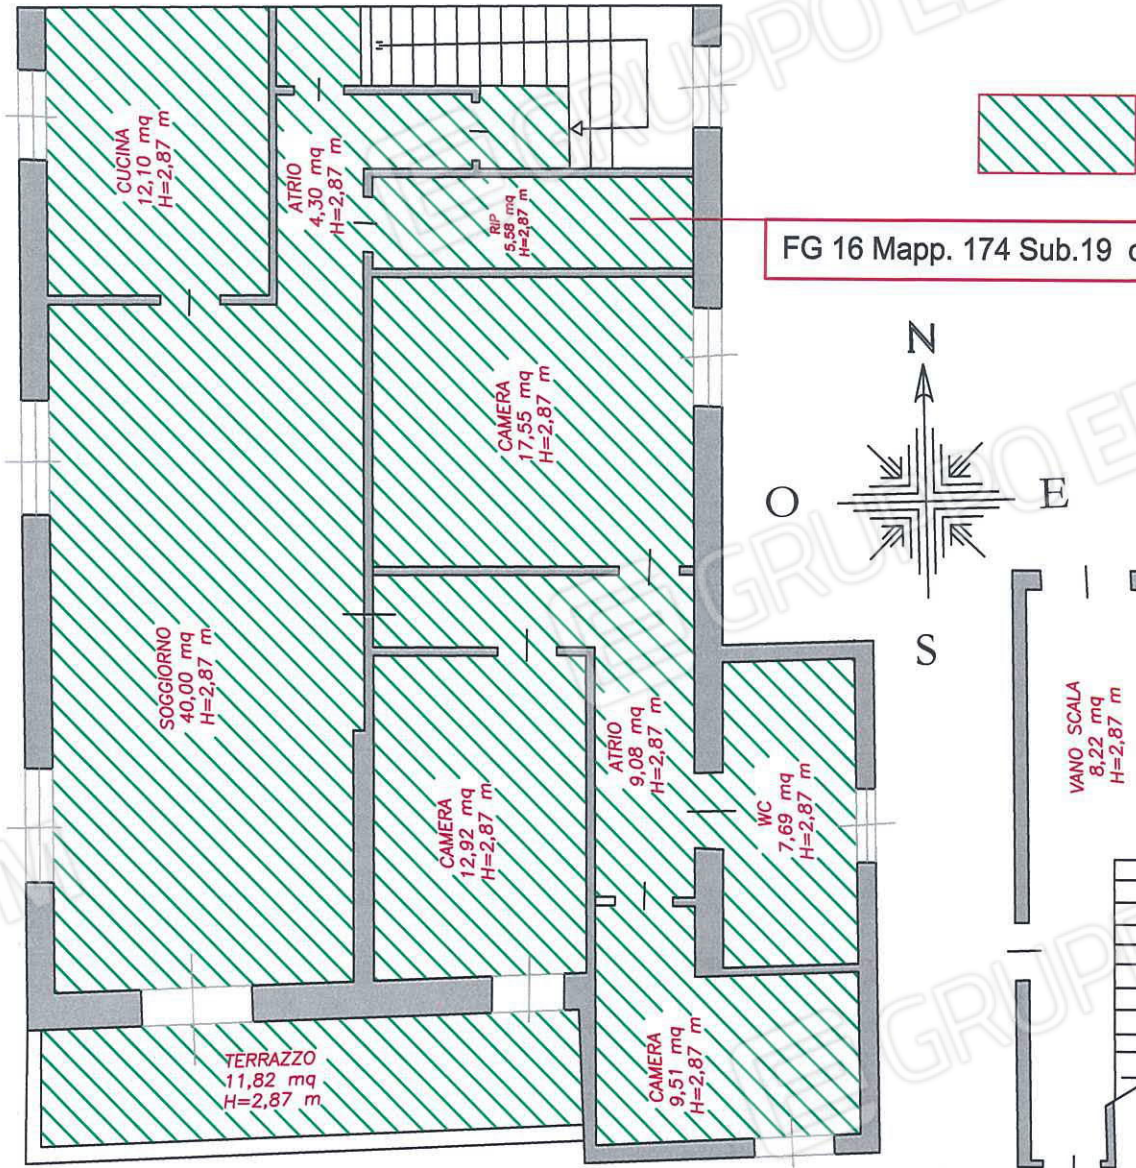 CUCINA
12,10 mq
H=2,87 m
ATRIO
4,30 mq
H=2,87 m
RIP
5,58 mq
H=2,87 m
FG 16 Mapp. 174 Sub.19
CAMERA
17,55 mq
H=2,87 m
N
O
E
S
SOGGIORNO
40,00 mq
H=2,87 m
CAMERA
12,92 mq
H=2,87 m
ATRIO
9,08 mq
H=2,87 m
WC
7,69 mq
H=2,87 m
VANO SCALA
8,22 mq
H=2,87 m
TERRAZZO
11,82 mq
H=2,87 m
CAMERA
9,51 mq
H=2,87 m
GRUPPO E
GRUPPO E
GRUP
M